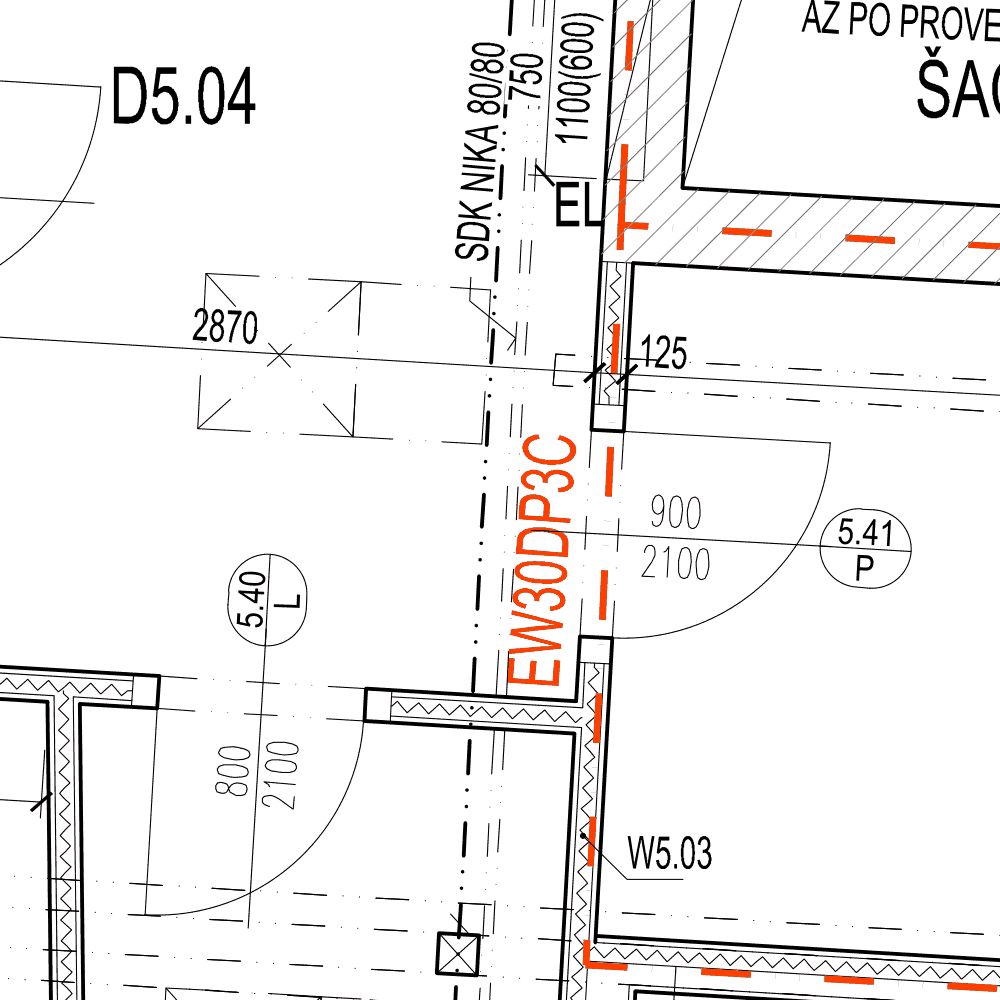 AZ PO PROVE
ŠAC
D5.04
SDK NIKA 80/80
750
1100(600)
EL
2870
125
EW30DP3C
900
2100
5.41
P
5.40
L
800
2100
W5.03